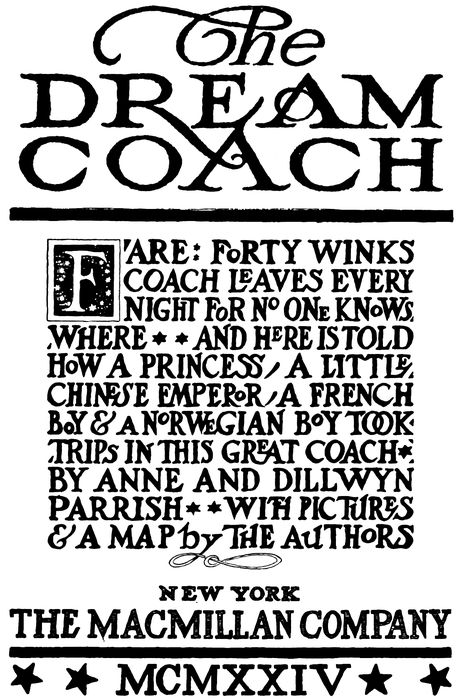 The
DREAM
COACH
FARE: FORTY WINKS
COACH LEAVES EVERY
NIGHT FOR NO ONE KNOWS
WHERE ** AND HERE IS TOLD
HOW A PRINCESS, A LITTLE
CHINESE EMPEROR, A FRENCH
BOY & A NORWEGIAN BOY TOOK
TRIPS IN THIS GREAT COACH*
BY ANNE AND DILLWYN
PARRISH ** WITH PICTURES
& A MAP by THE AUTHORS
NEW YORK
THE MACMILLAN COMPANY
★ ★ MCMXXIV ★ ★